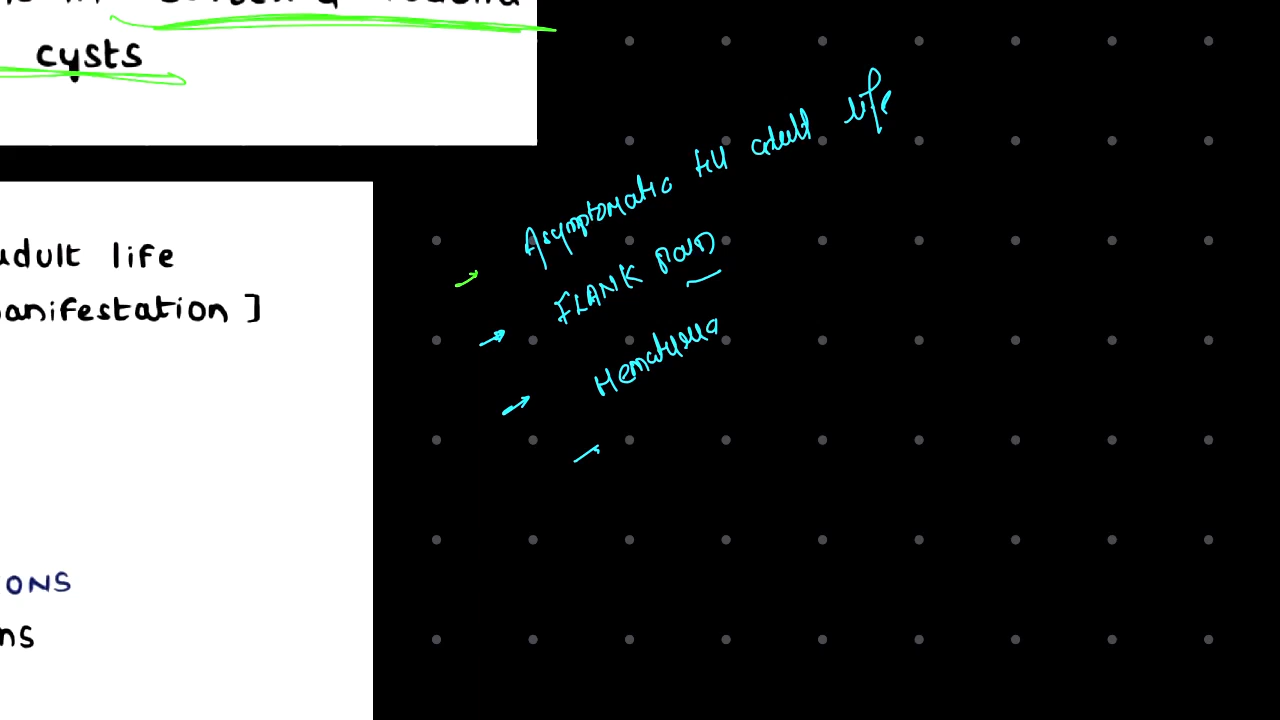 cysts
adult life
manifestation ]
ONS
ns
Asymptomatic till adult life
FLANK pain
Hematuria